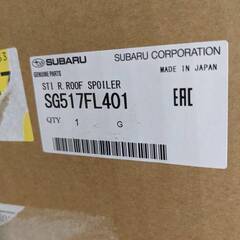 SUBARU SUBARU CORPORATION
GENUINE PARTS MADE IN JAPAN
STI R.ROOF SPOILER
SG517FL401 EAC
QTY 1 G